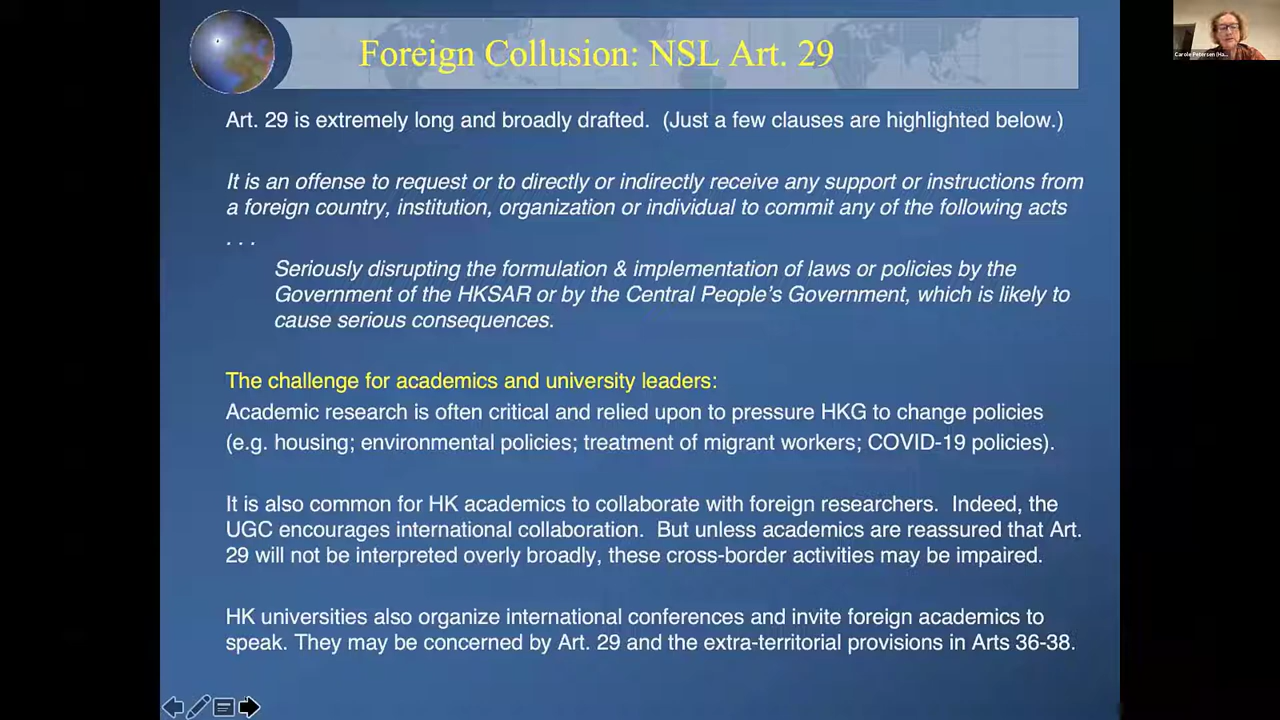 Foreign Collusion: NSL Art. 29
Carole Petersen (Ha...
Art. 29 is extremely long and broadly drafted.  (Just a few clauses are highlighted below.)
It is an offense to request or to directly or indirectly receive any support or instructions from
a foreign country, institution, organization or individual to commit any of the following acts
. . .
Seriously disrupting the formulation & implementation of laws or policies by the
Government of the HKSAR or by the Central People's Government, which is likely to
cause serious consequences.
The challenge for academics and university leaders:
Academic research is often critical and relied upon to pressure HKG to change policies
(e.g. housing; environmental policies; treatment of migrant workers; COVID-19 policies).
It is also common for HK academics to collaborate with foreign researchers.  Indeed, the
UGC encourages international collaboration.  But unless academics are reassured that Art.
29 will not be interpreted overly broadly, these cross-border activities may be impaired.
HK universities also organize international conferences and invite foreign academics to
speak. They may be concerned by Art. 29 and the extra-territorial provisions in Arts 36-38.